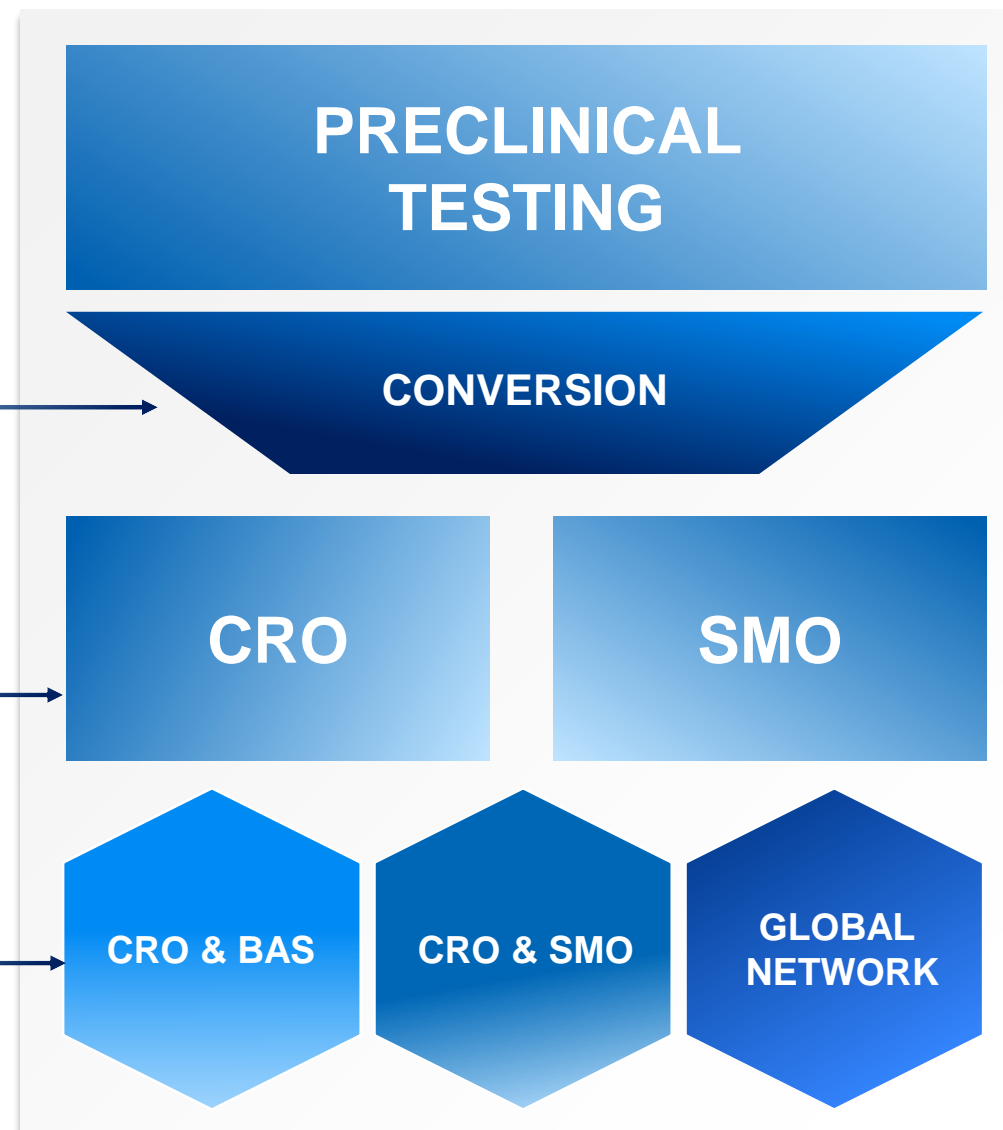 PRECLINICAL
TESTING
CONVERSION
CRO
SMO
CRO & BAS
CRO & SMO
GLOBAL
NETWORK